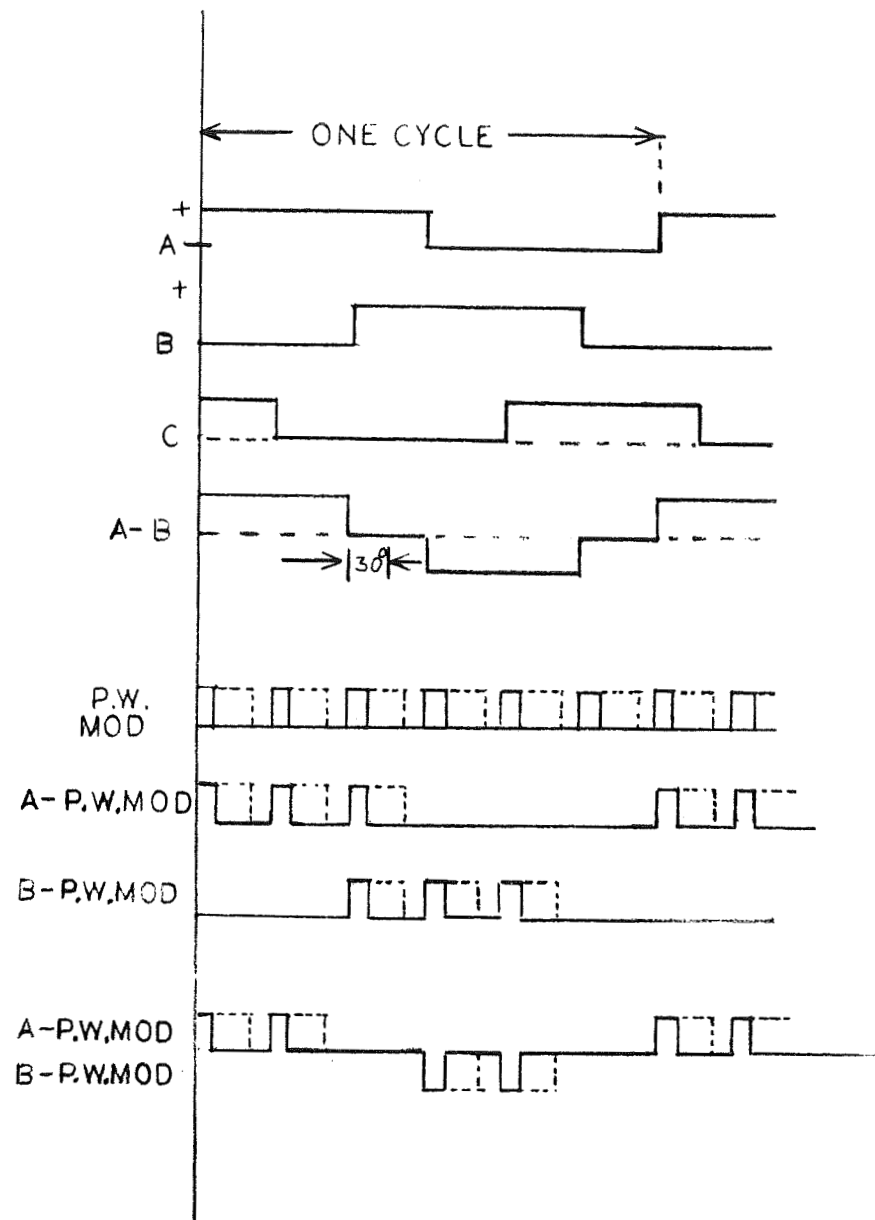 ONE CYCLE
+
A
+
B
C
A-B
30°
P.W.
MOD
A-P.W.MOD
B-P.W.MOD
A-P.W.MOD
B-P.W.MOD